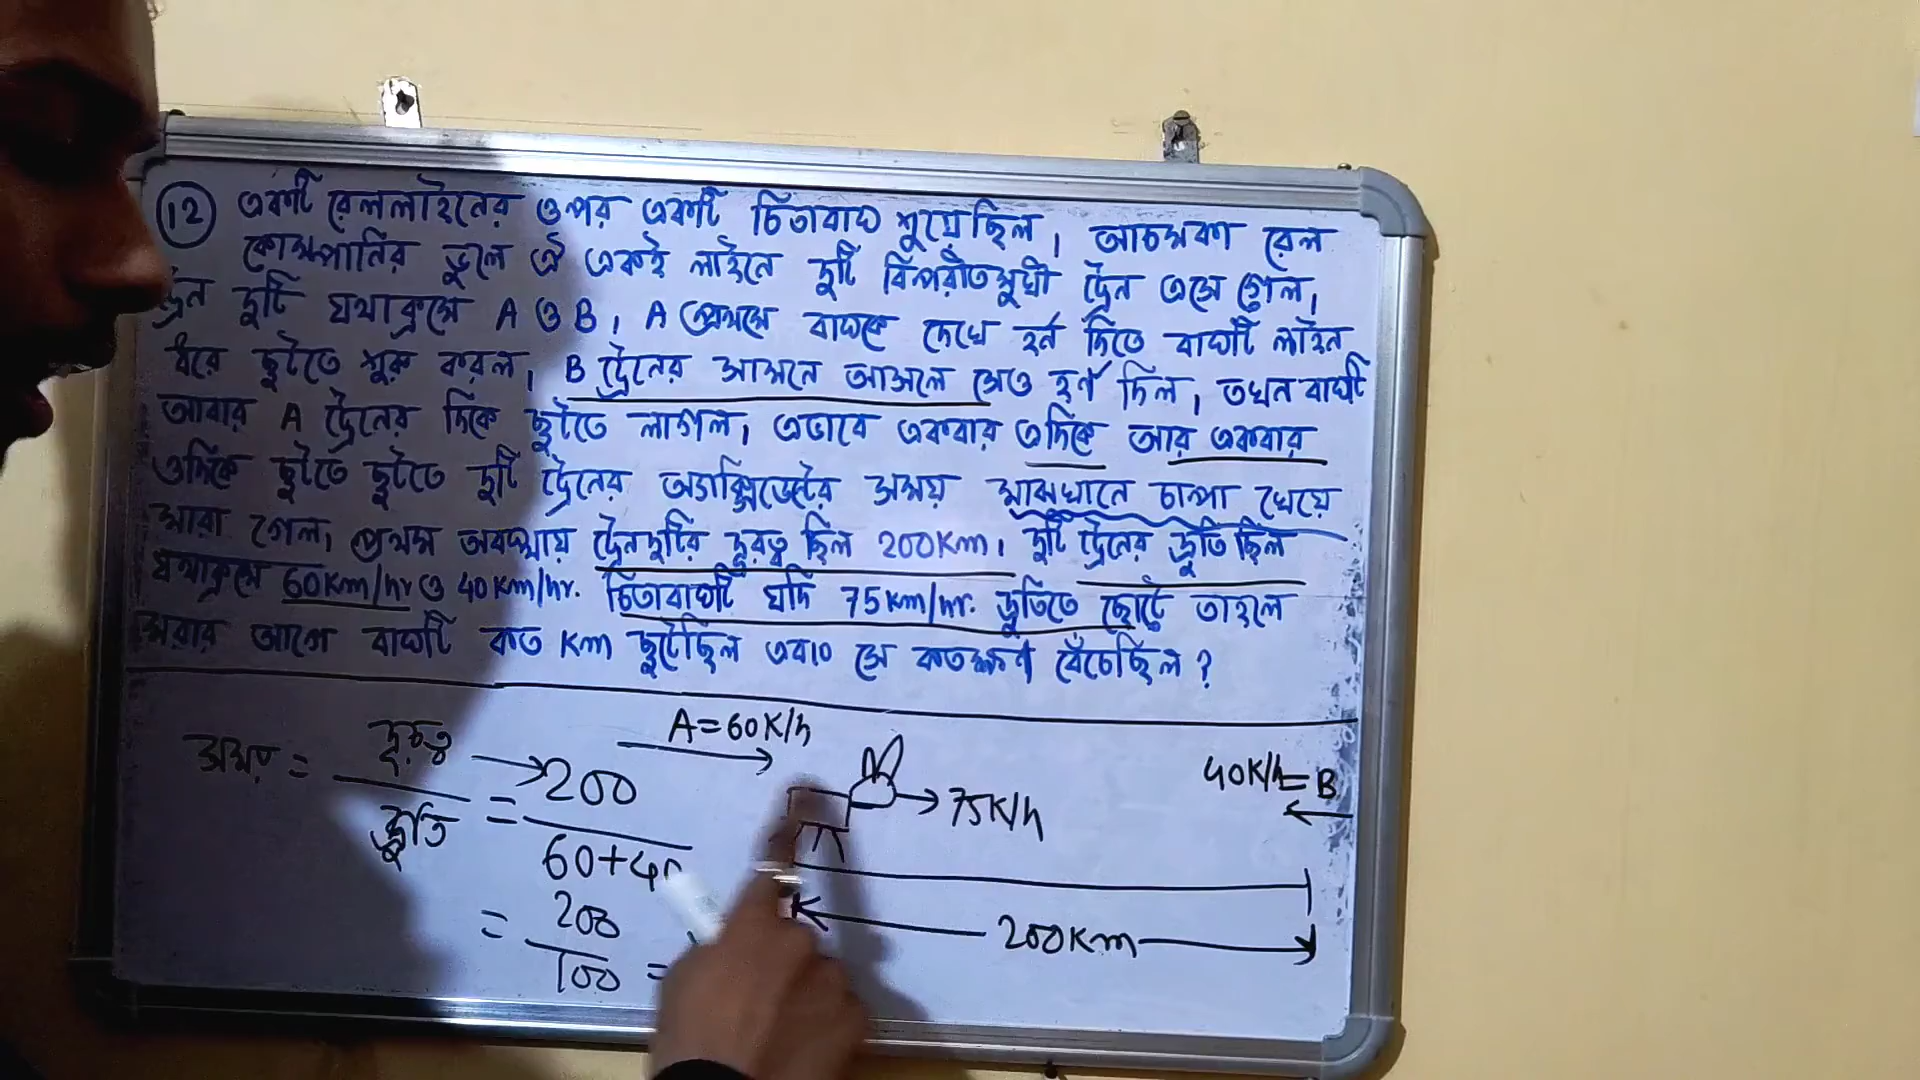 12 একটি রেললাইনের ওপর একটি চিতাবাঘ শুয়েছিল। আচমকা রেল
কোম্পানির ভুলে ঐ একই লাইনে দুটি বিপরীতমুখী ট্রেন এসে গেল।
ট্রেন দুটি যথাক্রমে A ও B। A প্রথমে বাঘকে দেখে হর্ন দিতে বাঘটি লাইন
ধরে ছুটতে শুরু করল। B ট্রেনের সামনে আসলে সেও হর্ণ দিল। তখন বাঘটি
আবার A ট্রেনের দিকে ছুটতে লাগল। এভাবে একবার এদিকে আর একবার
ওদিকে ছুটতে ছুটতে দুটি ট্রেনের অ্যাক্সিডেন্টের সময় মাঝখানে চাপা খেয়ে
মারা গেল। প্রথম অবস্থায় ট্রেনদুটির দূরত্ব ছিল 200Km। দুটি ট্রেনের দ্রুতি ছিল
যথাক্রমে 60Km/hr ও 40Km/hr. চিতাবাঘটি যদি 75Km/hr. দ্রুতিতে ছোটে তাহলে
মরার আগে বাঘটি কত Km ছুটেছিল এবং সে কতক্ষণ বেঁচেছিল?
A=60K/h
সময় = দূরত্ব / দ্রুতি = 200 / 60+40
= 200 / 100 =
75K/h
40K/h=B
200Km